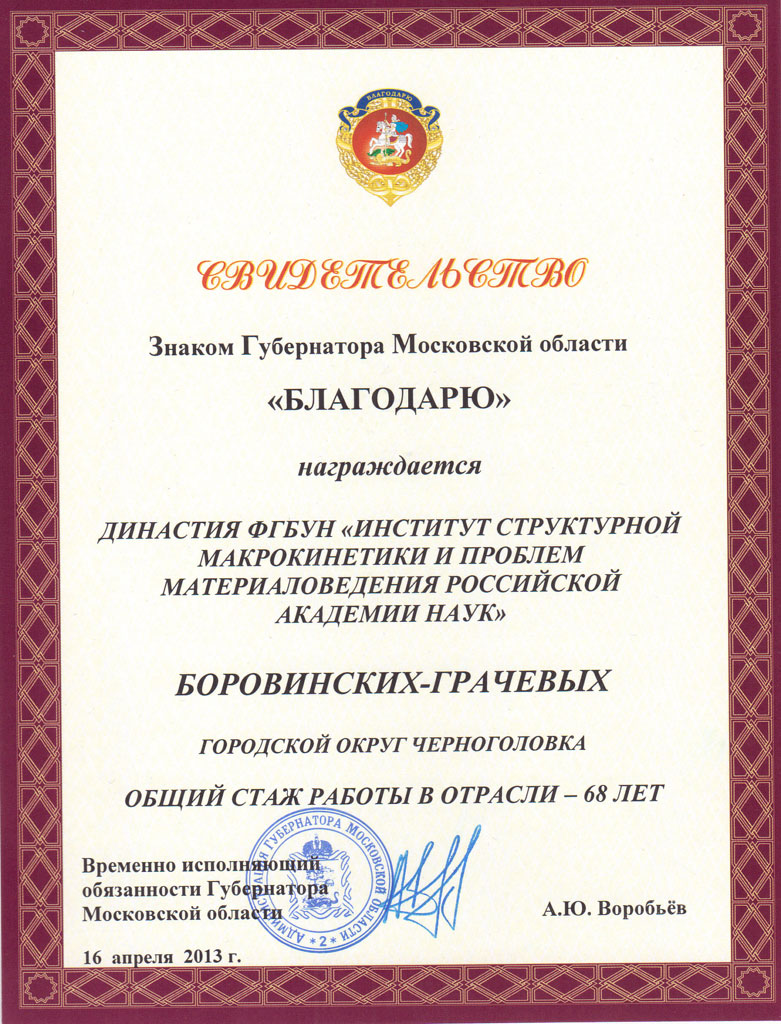 БЛАГОДАРЮ
СВИДЕТЕЛЬСТВО
Знаком Губернатора Московской области
«БЛАГОДАРЮ»
награждается
ДИНАСТИЯ ФГБУН «ИНСТИТУТ СТРУКТУРНОЙ
МАКРОКИНЕТИКИ И ПРОБЛЕМ
МАТЕРИАЛОВЕДЕНИЯ РОССИЙСКОЙ
АКАДЕМИИ НАУК»
БОРОВИНСКИХ-ГРАЧЕВЫХ
ГОРОДСКОЙ ОКРУГ ЧЕРНОГОЛОВКА
ОБЩИЙ СТАЖ РАБОТЫ В ОТРАСЛИ – 68 ЛЕТ
АДМИНИСТРАЦИЯ ГУБЕРНАТОРА МОСКОВСКОЙ ОБЛАСТИ
* 2 *
Временно исполняющий
обязанности Губернатора
Московской области
А.Ю. Воробьёв
16 апреля 2013 г.